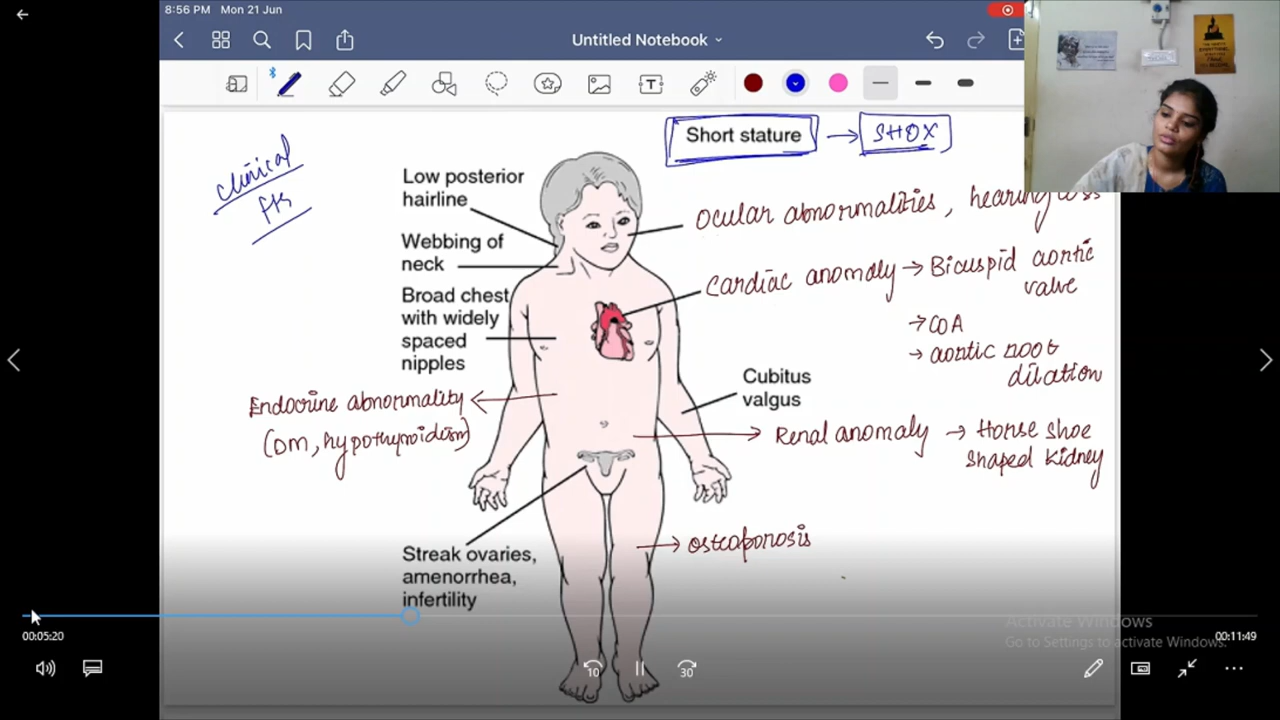 8:56 PM Mon 21 Jun
Untitled Notebook
Short stature → SHOX
clinical
frs
Low posterior
hairline
Ocular abnormalities, hearing loss
Webbing of
neck
Cardiac anomaly → Bicuspid aortic
valve
→ COA
→ aortic root
dilation
Broad chest
with widely
spaced
nipples
Cubitus
valgus
Endocrine abnormality
(DM, hypothyroidism)
Renal anomaly → Horse shoe
shaped kidney
→ osteoporosis
Streak ovaries,
amenorrhea,
infertility
Activate Windows
Go to Settings to activate Windows.
00:05:20
00:11:49
10
30